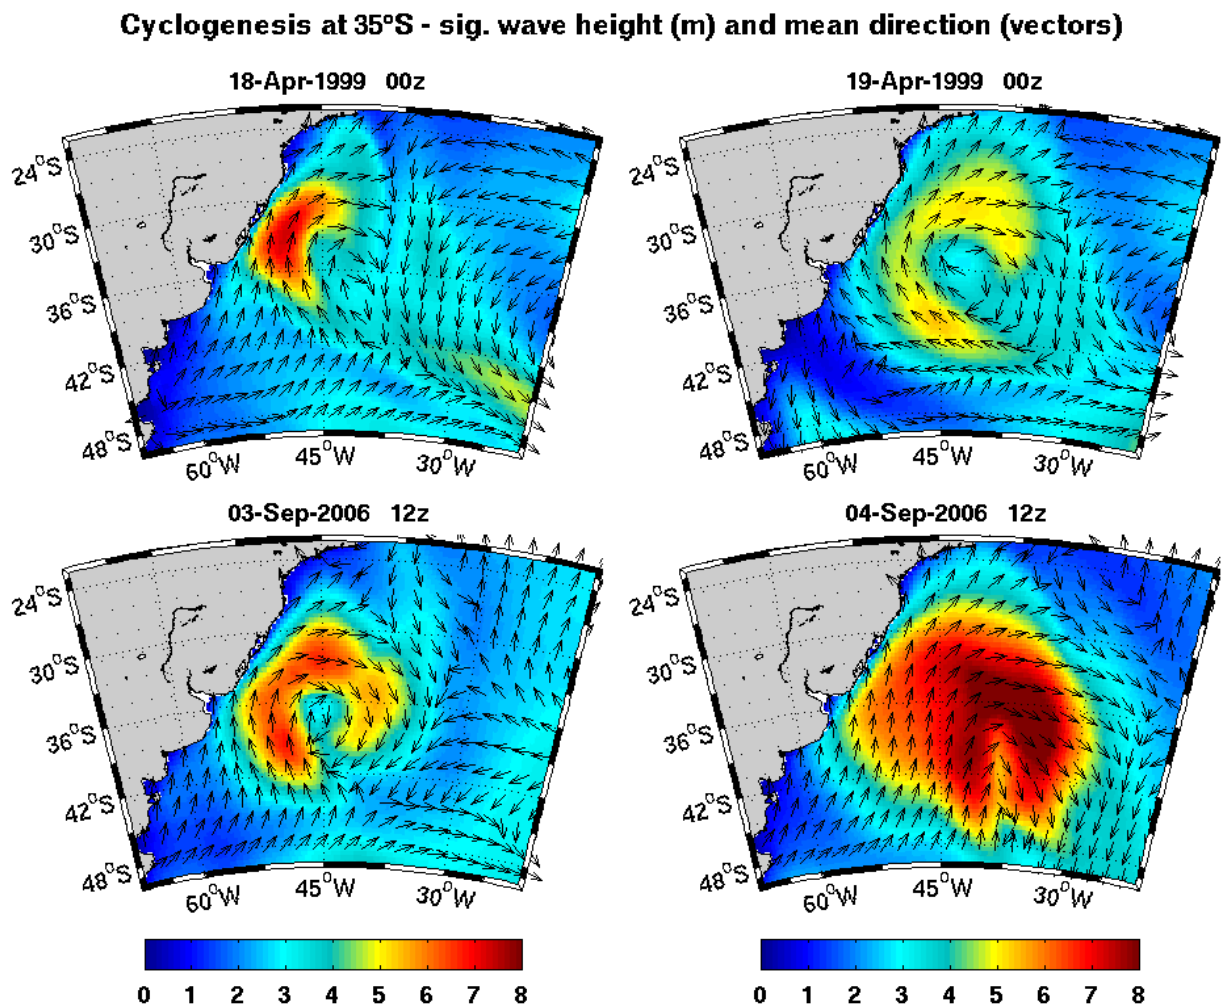 Cyclogenesis at 35ºS - sig. wave height (m) and mean direction (vectors)
18-Apr-1999 00z
24°S
30°S
36°S
42°S
48°S
60°W
45°W
30°W
19-Apr-1999 00z
24°S
30°S
36°S
42°S
48°S
60°W
45°W
30°W
03-Sep-2006 12z
24°S
30°S
36°S
42°S
48°S
60°W
45°W
30°W
04-Sep-2006 12z
24°S
30°S
36°S
42°S
48°S
60°W
45°W
30°W
0 1 2 3 4 5 6 7 8
0 1 2 3 4 5 6 7 8